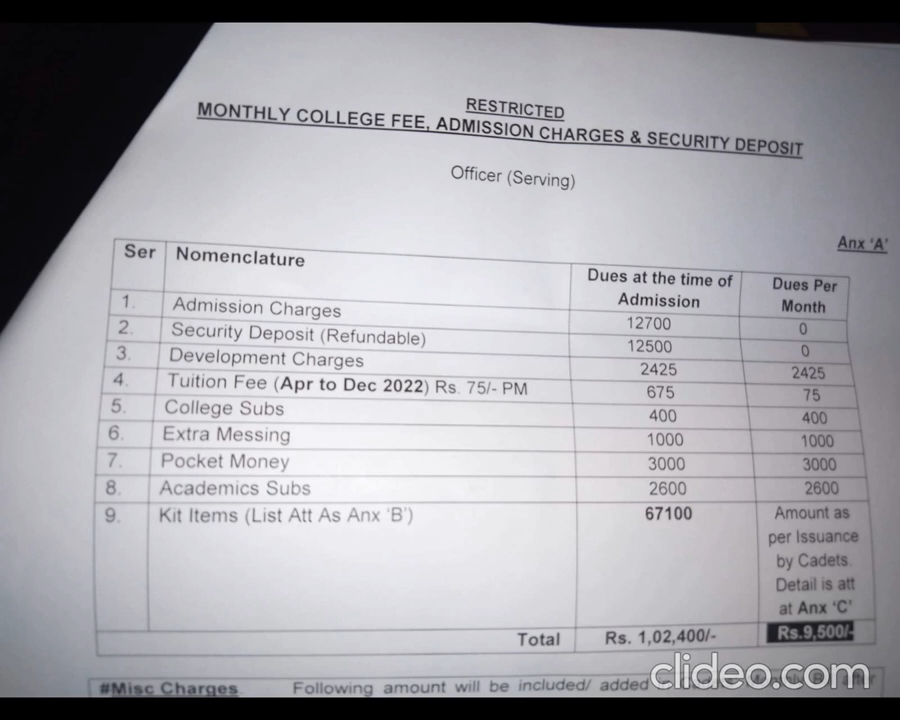 RESTRICTED
MONTHLY COLLEGE FEE, ADMISSION CHARGES & SECURITY DEPOSIT
Officer (Serving)
Anx 'A'
Ser Nomenclature Dues at the time of Admission Dues Per Month
1. Admission Charges 12700 0
2. Security Deposit (Refundable) 12500 0
3. Development Charges 2425 2425
4. Tuition Fee (Apr to Dec 2022) Rs. 75/- PM 675 75
5. College Subs 400 400
6. Extra Messing 1000 1000
7. Pocket Money 3000 3000
8. Academics Subs 2600 2600
9. Kit Items (List Att As Anx 'B') 67100 Amount as
per Issuance
by Cadets.
Detail is att
at Anx 'C'
Total Rs. 1,02,400/- Rs.9,500/-
#Misc Charges Following amount will be included/ added
clideo.com